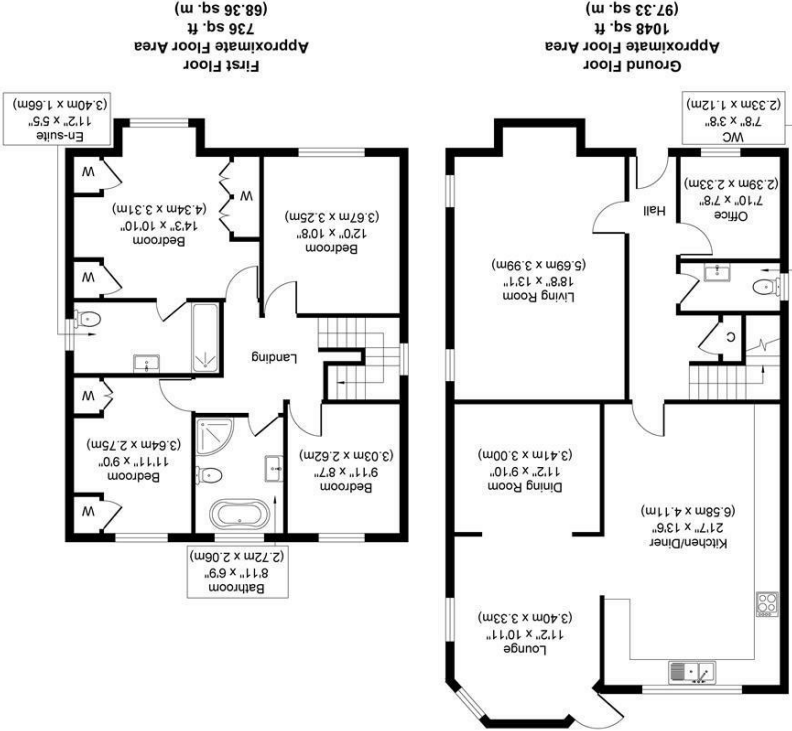 Kitchen/Diner
21'7" x 13'6"
(6.58m x 4.11m)
Lounge
11'2" x 10'11"
(3.40m x 3.33m)
Dining Room
11'2" x 9'10"
(3.41m x 3.00m)
C
Office
7'10" x 7'8"
(2.39m x 2.33m)
Hall
Living Room
18'8" x 13'1"
(5.69m x 3.99m)
WC
7'8" x 3'8"
(2.33m x 1.12m)
Ground Floor
Approximate Floor Area
1048 sq. ft
(97.33 sq. m)
Bathroom
8'11" x 6'9"
(2.72m x 2.06m)
Bedroom
9'11" x 8'7"
(3.03m x 2.62m)
Bedroom
11'11" x 9'0"
(3.64m x 2.75m)
W
W
Landing
Bedroom
12'0" x 10'8"
(3.67m x 3.25m)
Bedroom
14'3" x 10'10"
(4.34m x 3.31m)
W
W
W
En-suite
11'2" x 5'5"
(3.40m x 1.66m)
First Floor
Approximate Floor Area
736 sq. ft
(68.36 sq. m)